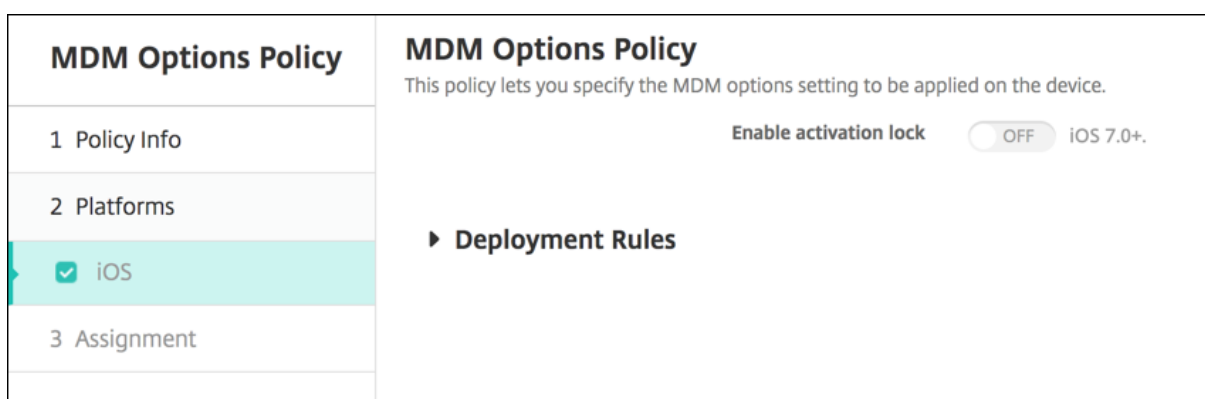 MDM Options Policy
1 Policy Info
2 Platforms
iOS
3 Assignment
MDM Options Policy
This policy lets you specify the MDM options setting to be applied on the device.
Enable activation lock OFF iOS 7.0+.
Deployment Rules